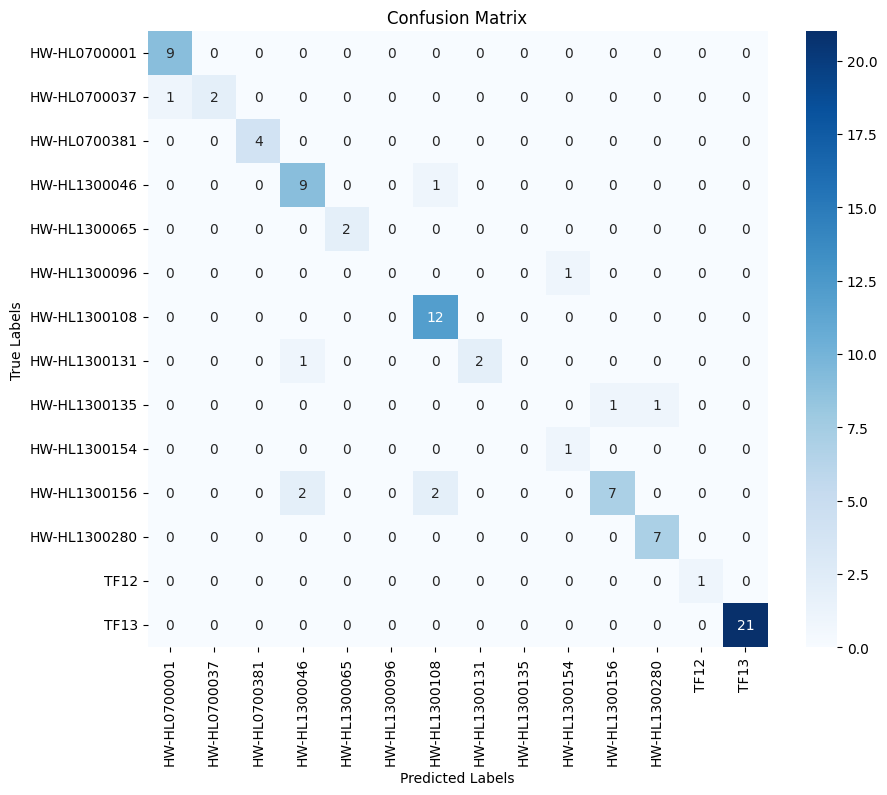 Confusion Matrix
HW-HL0700001 9 0 0 0 0 0 0 0 0 0 0 0 0 0
HW-HL0700037 1 2 0 0 0 0 0 0 0 0 0 0 0 0
HW-HL0700381 0 0 4 0 0 0 0 0 0 0 0 0 0 0
HW-HL1300046 0 0 0 9 0 0 1 0 0 0 0 0 0 0
HW-HL1300065 0 0 0 0 2 0 0 0 0 0 0 0 0 0
HW-HL1300096 0 0 0 0 0 0 0 0 0 1 0 0 0 0
HW-HL1300108 0 0 0 0 0 0 12 0 0 0 0 0 0 0
HW-HL1300131 0 0 0 1 0 0 0 2 0 0 0 0 0 0
HW-HL1300135 0 0 0 0 0 0 0 0 0 0 1 1 0 0
HW-HL1300154 0 0 0 0 0 0 0 0 0 1 0 0 0 0
HW-HL1300156 0 0 0 2 0 0 2 0 0 0 7 0 0 0
HW-HL1300280 0 0 0 0 0 0 0 0 0 0 0 7 0 0
TF12 0 0 0 0 0 0 0 0 0 0 0 0 1 0
TF13 0 0 0 0 0 0 0 0 0 0 0 0 0 21
True Labels
HW-HL0700001
HW-HL0700037
HW-HL0700381
HW-HL1300046
HW-HL1300065
HW-HL1300096
HW-HL1300108
HW-HL1300131
HW-HL1300135
HW-HL1300154
HW-HL1300156
HW-HL1300280
TF12
TF13
Predicted Labels
20.0
17.5
15.0
12.5
10.0
7.5
5.0
2.5
0.0